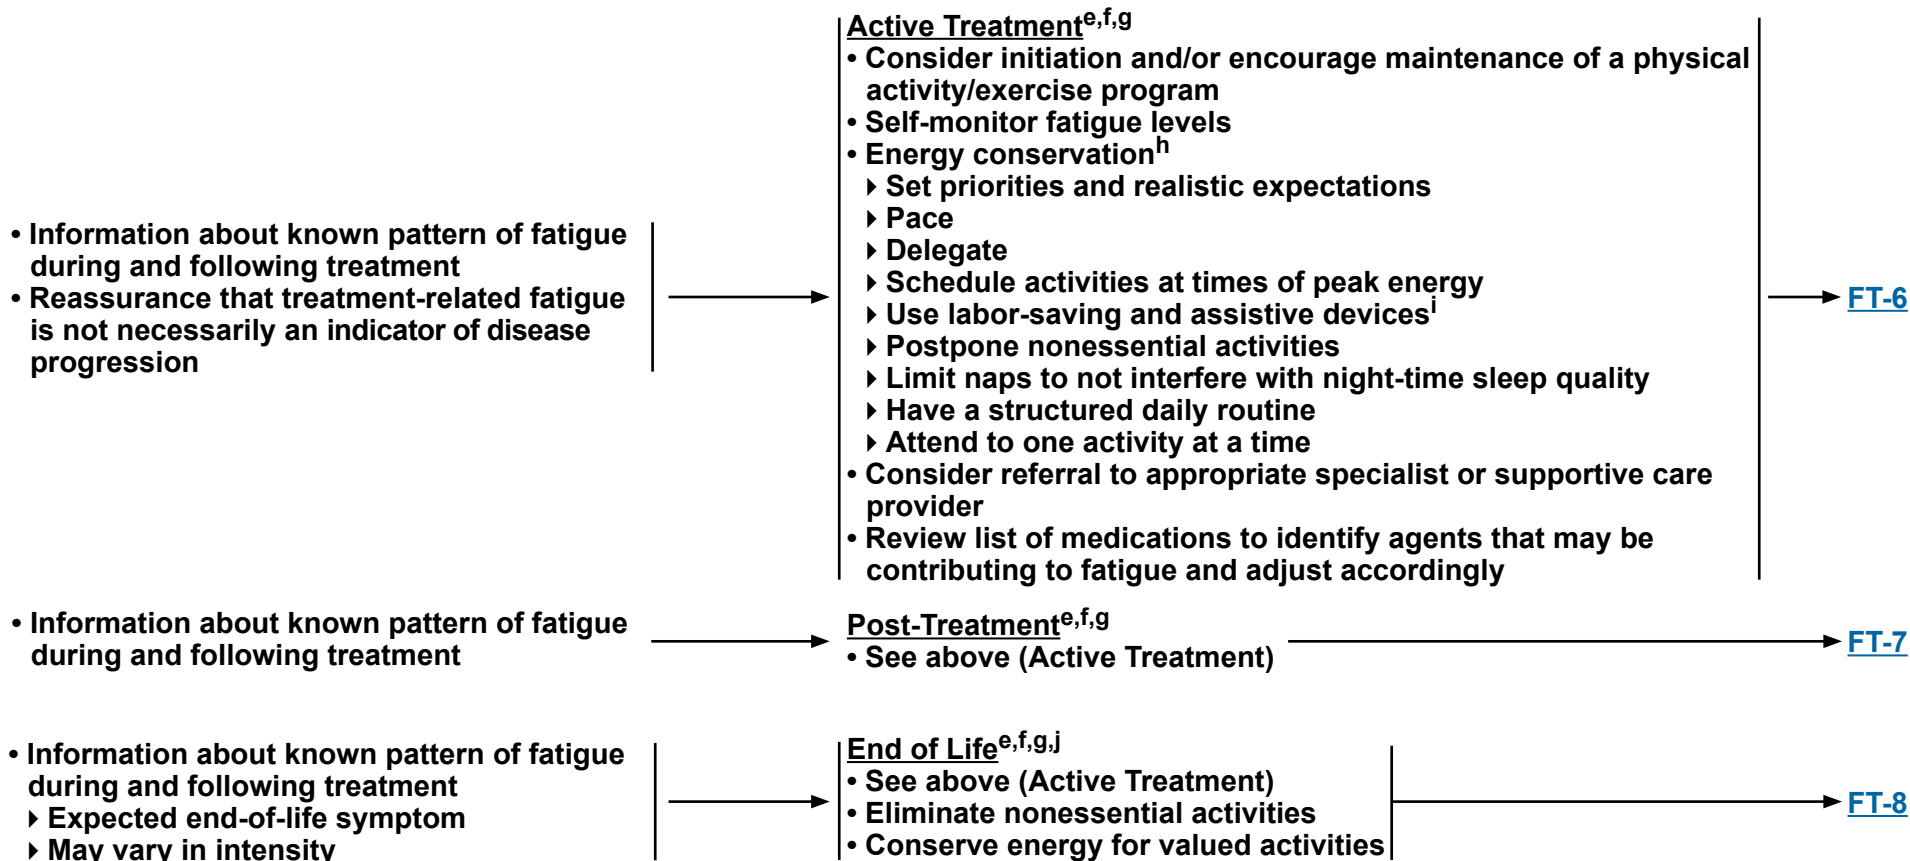 • Information about known pattern of fatigue
during and following treatment
• Reassurance that treatment-related fatigue
is not necessarily an indicator of disease
progression
Active Treatmente,f,g
• Consider initiation and/or encourage maintenance of a physical
activity/exercise program
• Self-monitor fatigue levels
• Energy conservationh
▸ Set priorities and realistic expectations
▸ Pace
▸ Delegate
▸ Schedule activities at times of peak energy
▸ Use labor-saving and assistive devicesi
▸ Postpone nonessential activities
▸ Limit naps to not interfere with night-time sleep quality
▸ Have a structured daily routine
▸ Attend to one activity at a time
• Consider referral to appropriate specialist or supportive care
provider
• Review list of medications to identify agents that may be
contributing to fatigue and adjust accordingly
FT-6
• Information about known pattern of fatigue
during and following treatment
Post-Treatmente,f,g
• See above (Active Treatment)
FT-7
• Information about known pattern of fatigue
during and following treatment
▸ Expected end-of-life symptom
▸ May vary in intensity
End of Lifee,f,g,j
• See above (Active Treatment)
• Eliminate nonessential activities
• Conserve energy for valued activities
FT-8